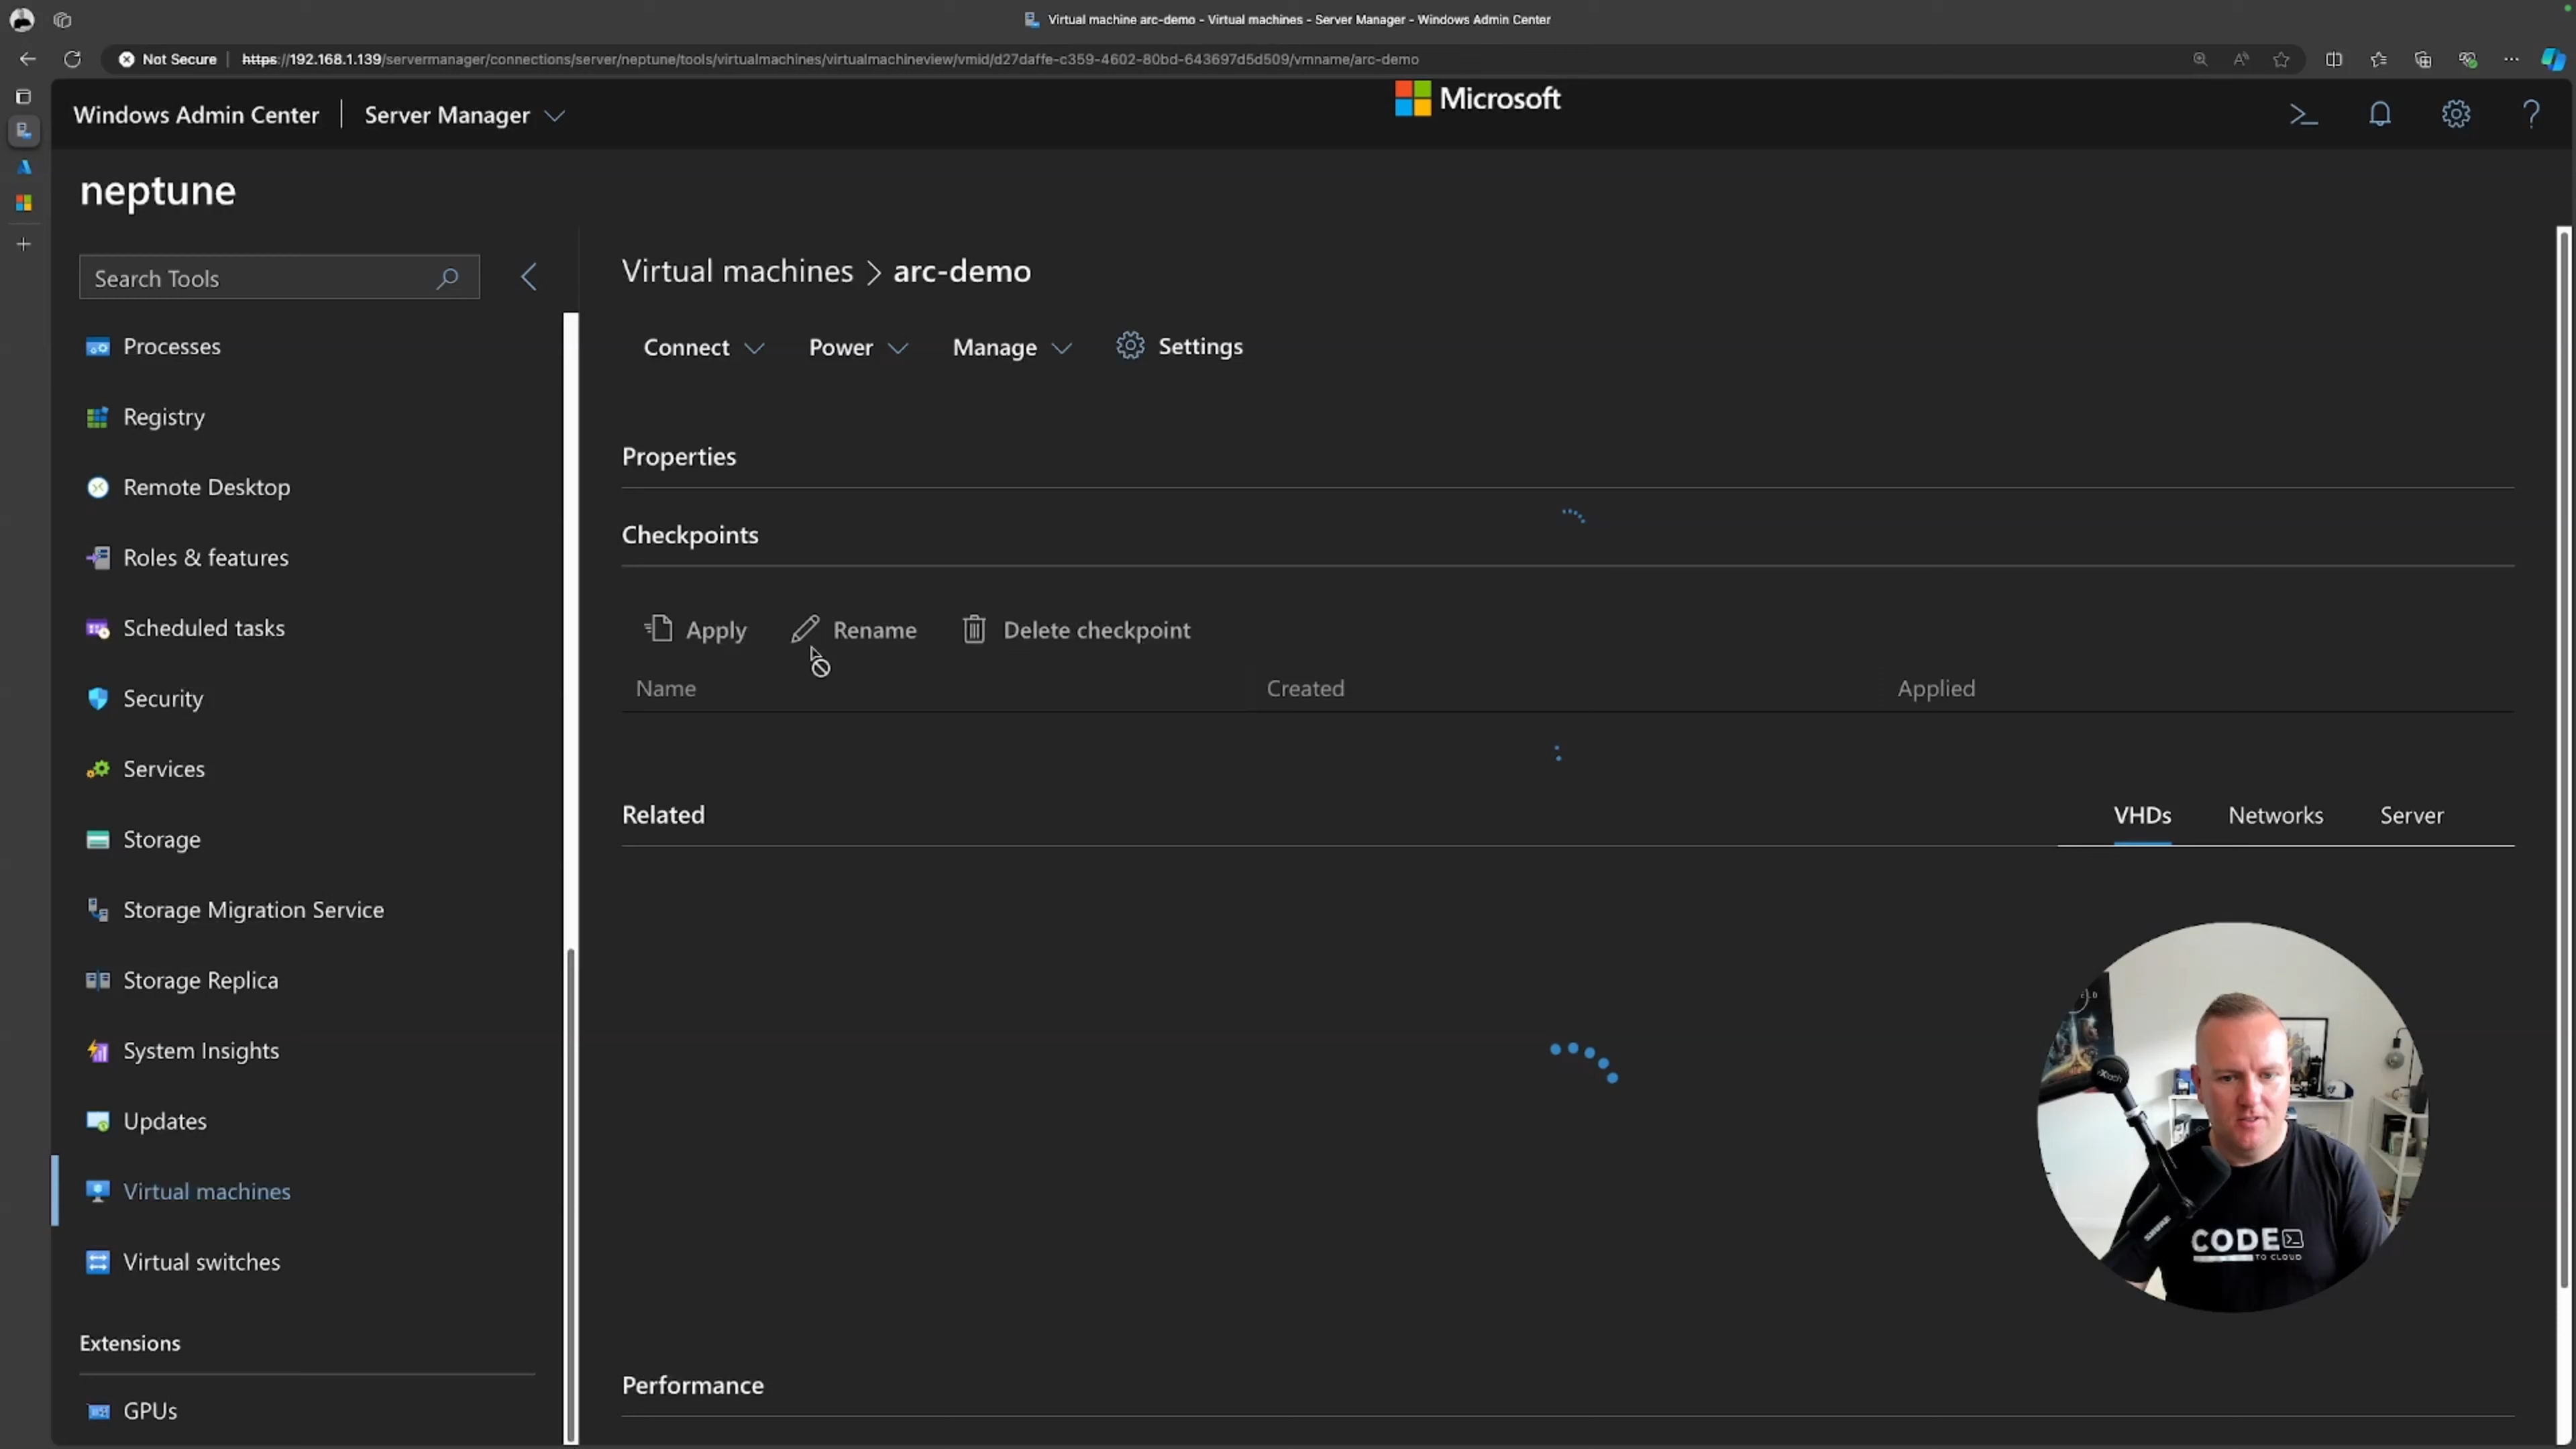 Virtual machine arc-demo - Virtual machines - Server Manager - Windows Admin Center
Not Secure
https://192.168.1.139/servermanager/connections/server/neptune/tools/virtualmachines/virtualmachineview/vmid/d27daffe-c359-4602-80bd-643697d5d509/vmname/arc-demo
Windows Admin Center
Server Manager
Microsoft
neptune
Search Tools
Processes
Registry
Remote Desktop
Roles & features
Scheduled tasks
Security
Services
Storage
Storage Migration Service
Storage Replica
System Insights
Updates
Virtual machines
Virtual switches
Extensions
GPUs
Virtual machines > arc-demo
Connect
Power
Manage
Settings
Properties
Checkpoints
Apply
Rename
Delete checkpoint
Name
Created
Applied
Related
VHDs
Networks
Server
CODE
TO CLOUD
Performance